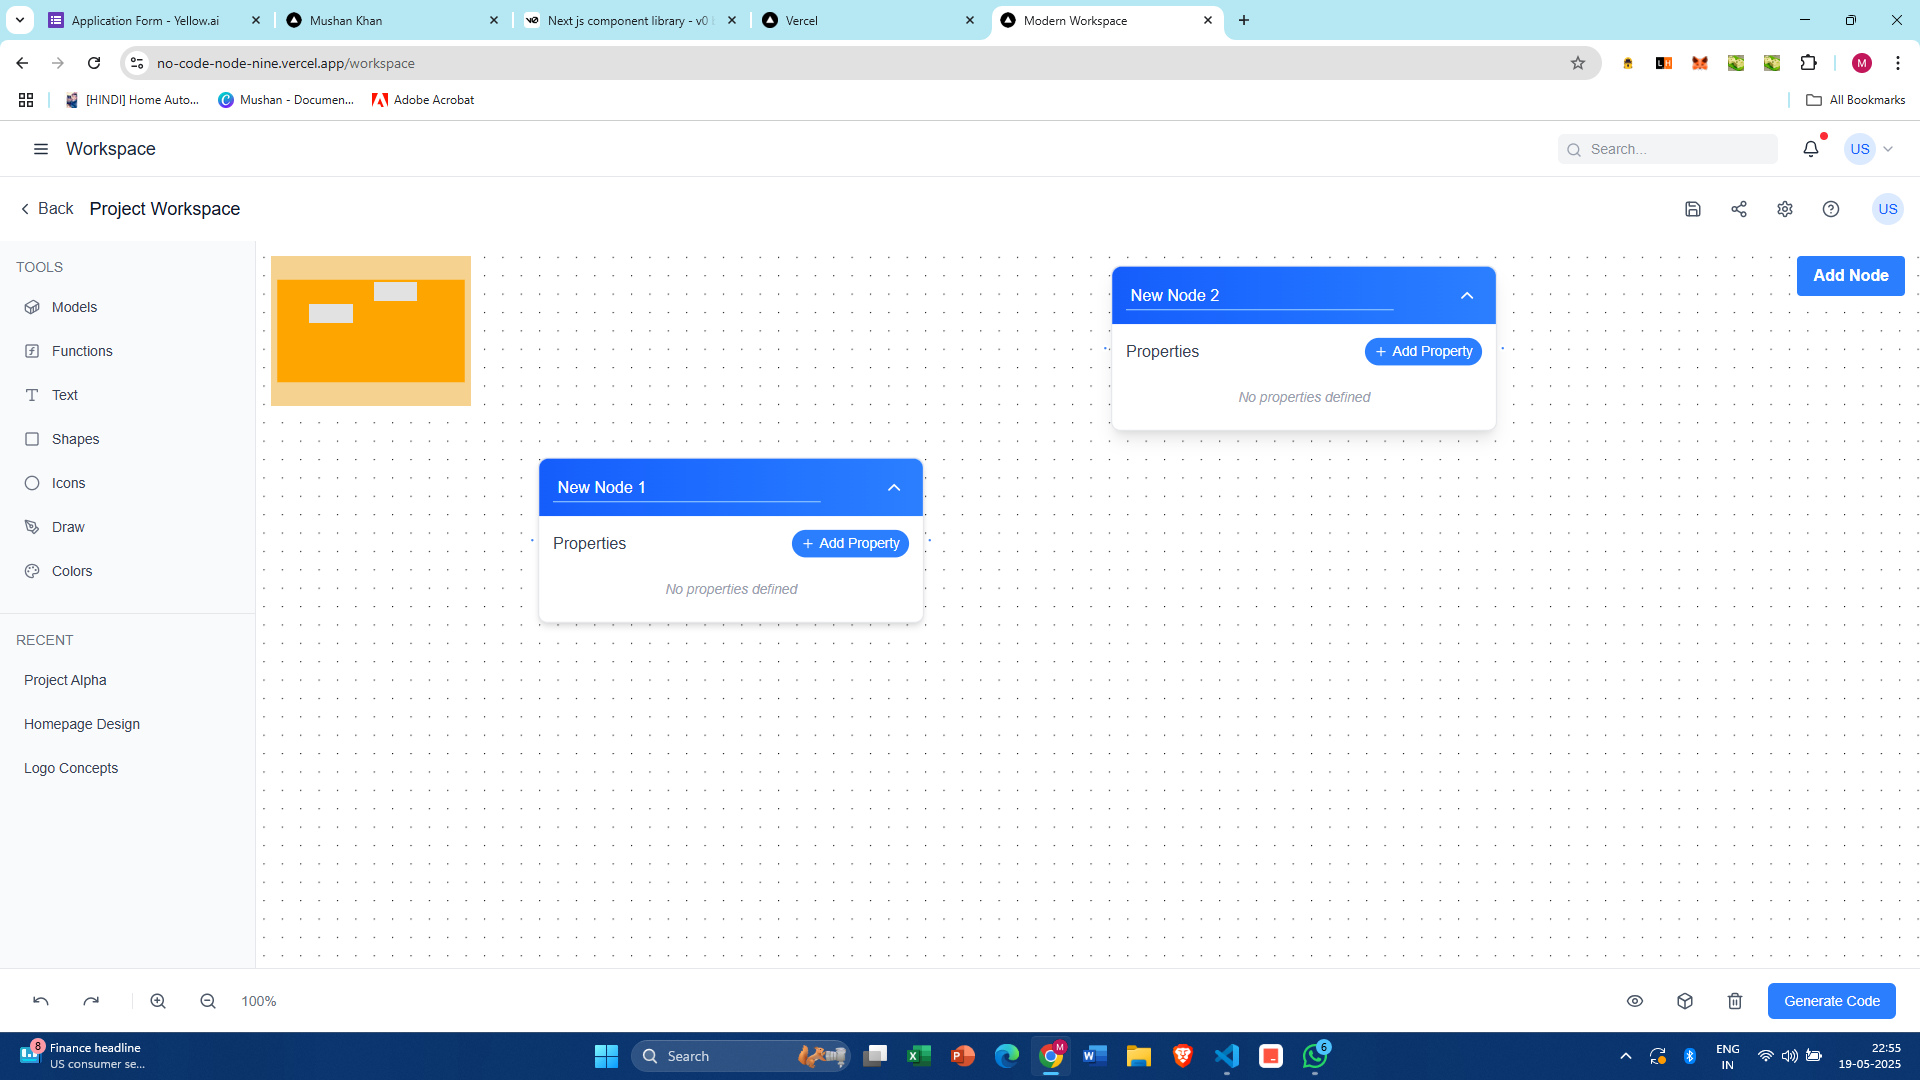 Application Form - Yellow.ai
Mushan Khan
Next js component library - v0
Vercel
Modern Workspace
no-code-node-nine.vercel.app/workspace
M
[HINDI] Home Auto...
Mushan - Documen...
Adobe Acrobat
All Bookmarks
Workspace
Search...
US
Back
Project Workspace
US
TOOLS
Models
Functions
Text
Shapes
Icons
Draw
Colors
RECENT
Project Alpha
Homepage Design
Logo Concepts
Add Node
New Node 2
Properties
+ Add Property
No properties defined
New Node 1
Properties
+ Add Property
No properties defined
100%
Generate Code
8
Finance headline
US consumer se...
Search
M
6
ENG
IN
22:55
19-05-2025